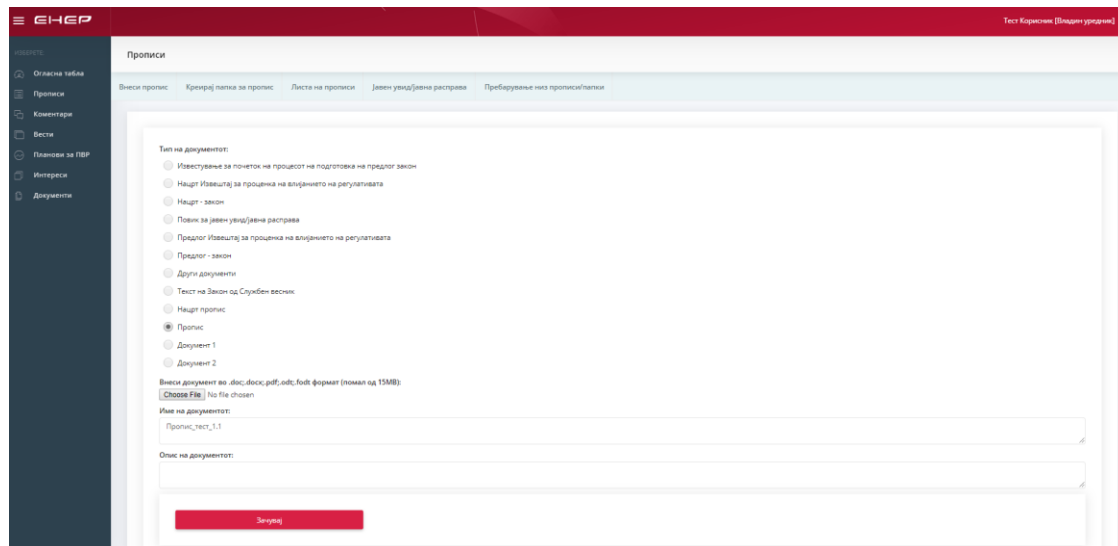 ЕНЕР
Тест Корисник [Владин уредник]
ИЗБЕРЕТЕ
Огласна табла
Прописи
Коментари
Вести
Планови за ПВР
Интереси
Документи
Прописи
Внеси пропис Креирај папка за пропис Листа на прописи Јавен увид/јавна расправа Пребарување низ прописи/папки
Тип на документот:
Известување за почеток на процесот на подготовка на предлог закон
Нацрт Извештај за проценка на влијанието на регулативата
Нацрт - закон
Повик за јавен увид/јавна расправа
Предлог Извештај за проценка на влијанието на регулативата
Предлог - закон
Други документи
Текст на Закон од Службен весник
Нацрт пропис
Пропис
Документ 1
Документ 2
Внеси документ во .doc;.docx;.pdf;.odt;.fodt формат (помал од 15MB):
Choose File No file chosen
Име на документот:
Пропис_тест_1.1
Опис на документот:
Зачувај